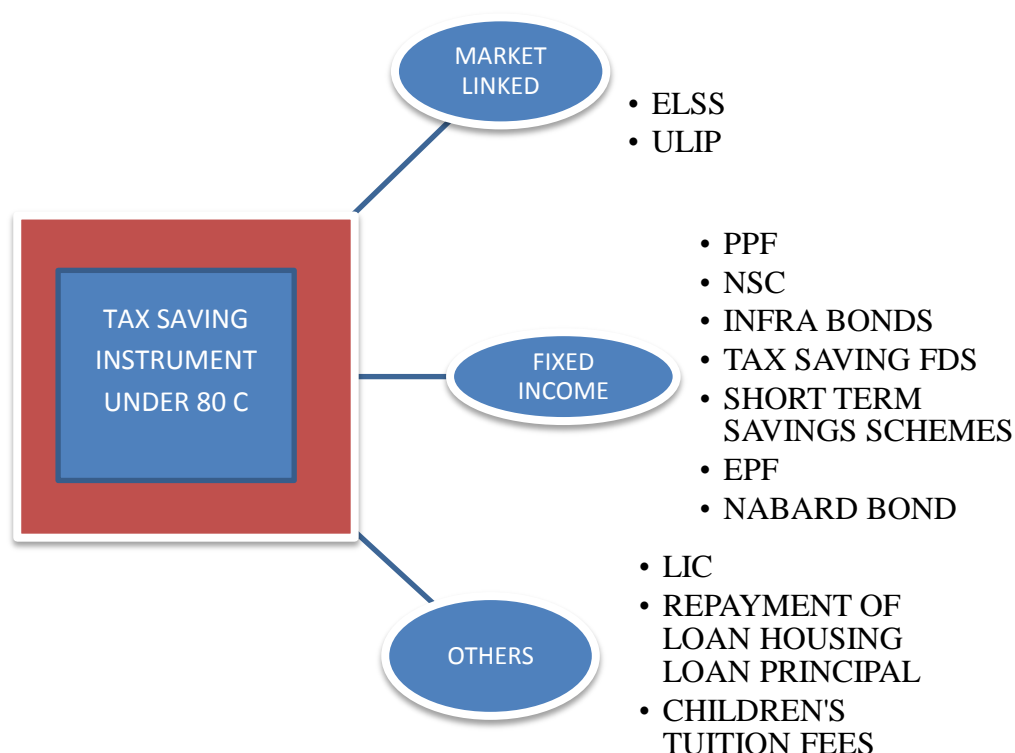 MARKET
LINKED
• ELSS
• ULIP
TAX SAVING
INSTRUMENT
UNDER 80 C
FIXED
INCOME
• PPF
• NSC
• INFRA BONDS
• TAX SAVING FDS
• SHORT TERM
SAVINGS SCHEMES
• EPF
• NABARD BOND
OTHERS
• LIC
• REPAYMENT OF
LOAN HOUSING
LOAN PRINCIPAL
• CHILDREN'S
TUITION FEES